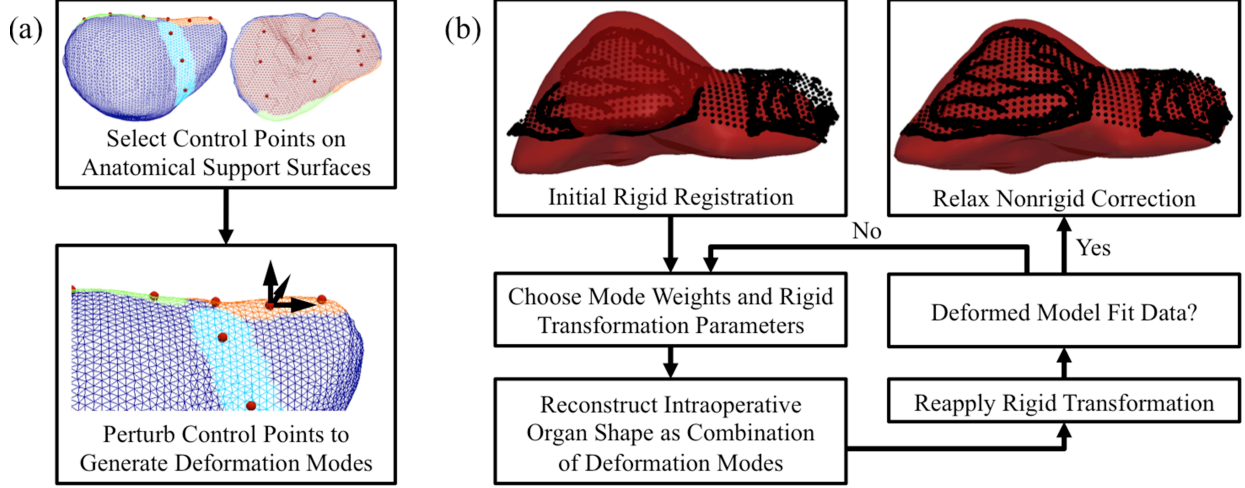 (a)
Select Control Points on
Anatomical Support Surfaces
Perturb Control Points to
Generate Deformation Modes
(b)
Initial Rigid Registration
Choose Mode Weights and Rigid
Transformation Parameters
Reconstruct Intraoperative
Organ Shape as Combination
of Deformation Modes
Reapply Rigid Transformation
Deformed Model Fit Data?
No
Yes
Relax Nonrigid Correction